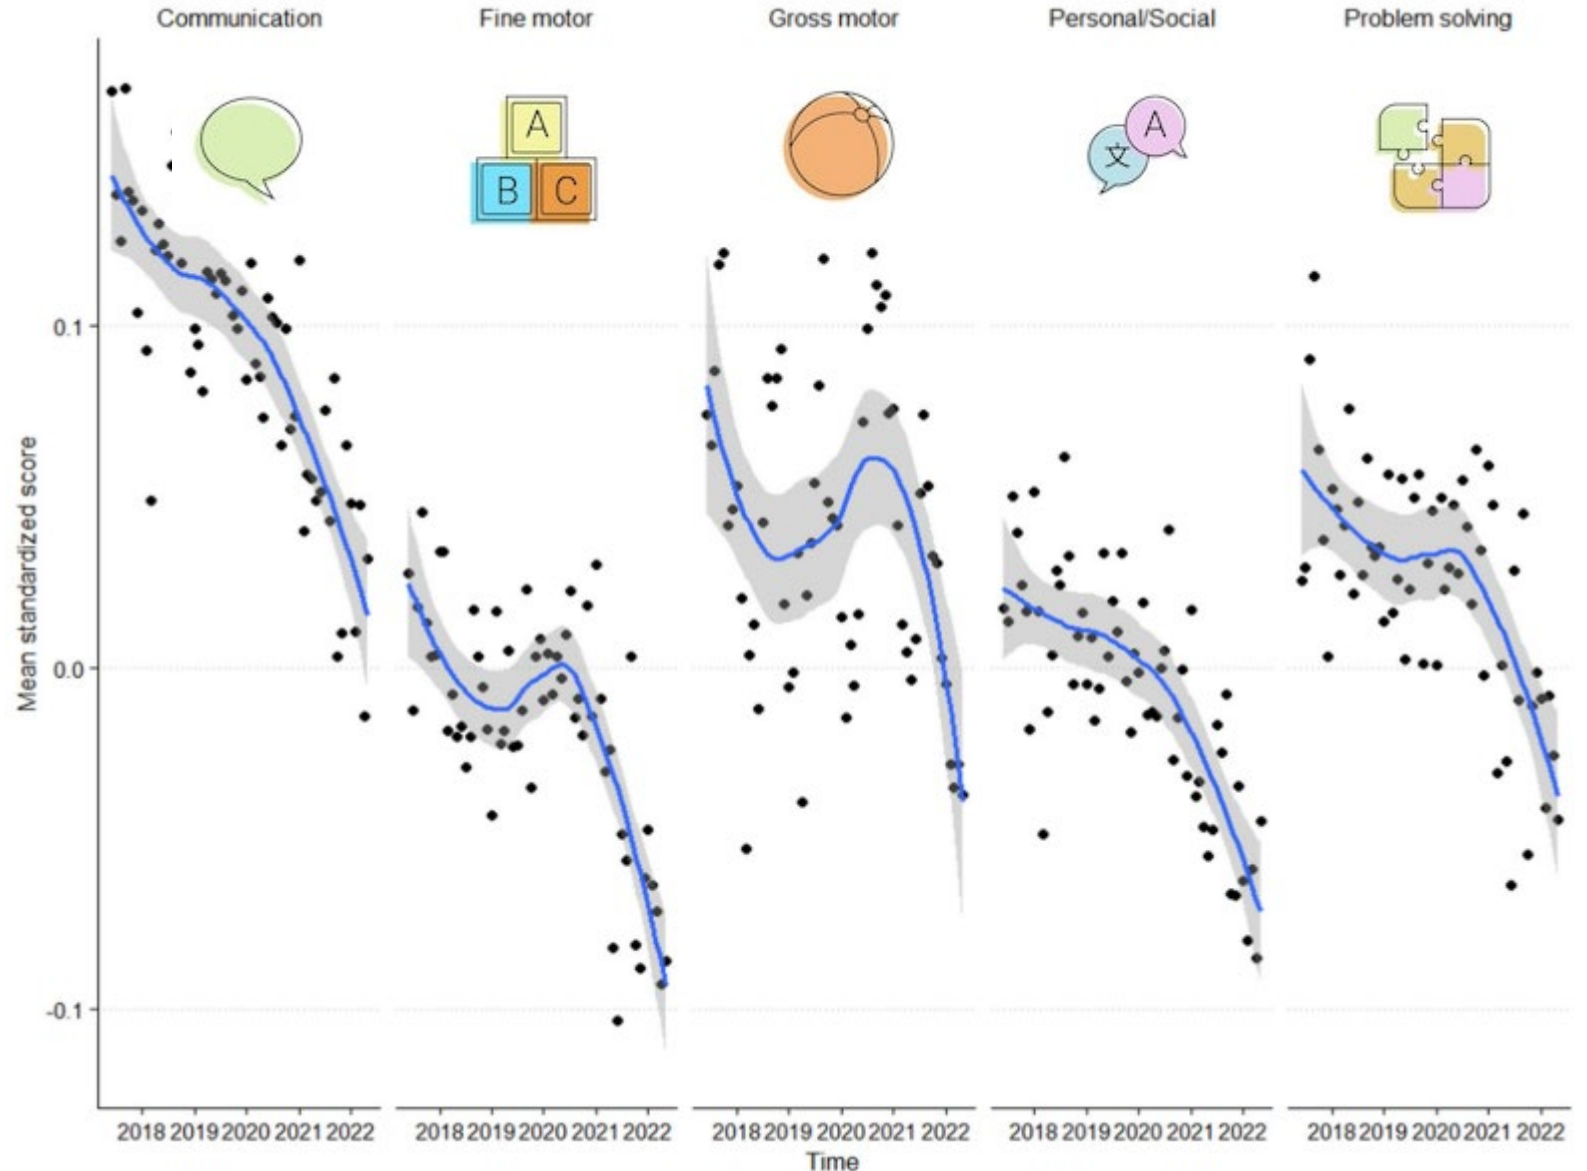 Communication
Fine motor
Gross motor
Personal/Social
Problem solving
A
B C
文 A
Mean standardized score
0.1
0.0
-0.1
2018 2019 2020 2021 2022
2018 2019 2020 2021 2022
2018 2019 2020 2021 2022
2018 2019 2020 2021 2022
2018 2019 2020 2021 2022
Time